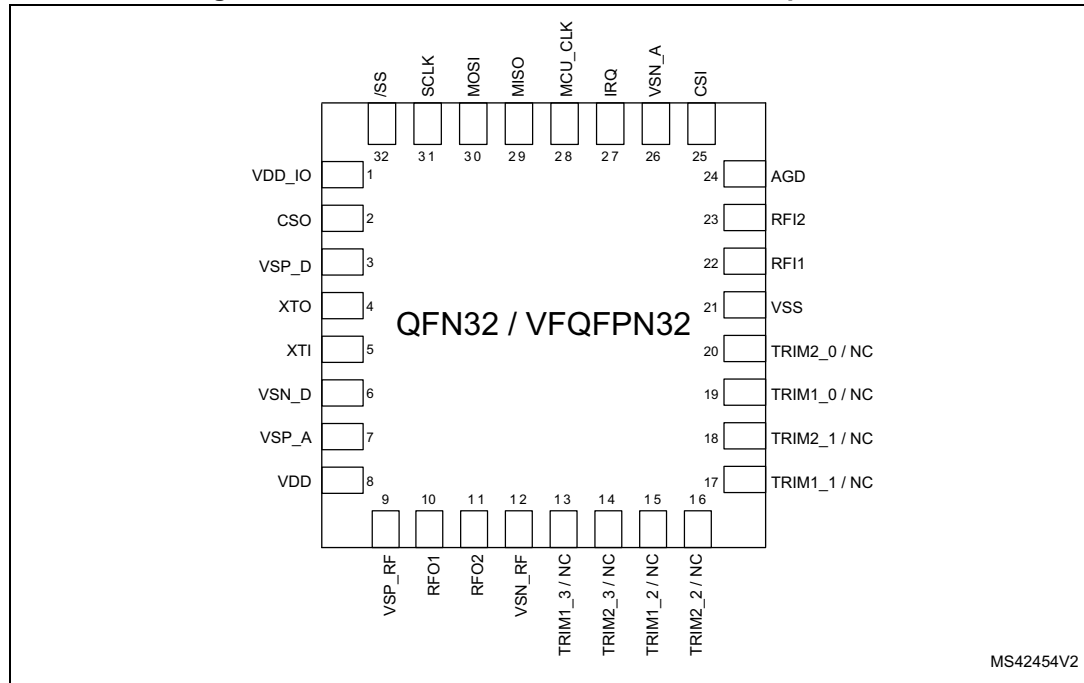 /SS
SCLK
MOSI
MISO
MCU_CLK
IRQ
VSN_A
CSI
32
31
30
29
28
27
26
25
VDD_IO 1
CSO 2
VSP_D 3
XTO 4
XTI 5
VSN_D 6
VSP_A 7
VDD 8
QFN32 / VFQFPN32
24 AGD
23 RFI2
22 RFI1
21 VSS
20 TRIM2_0 / NC
19 TRIM1_0 / NC
18 TRIM2_1 / NC
17 TRIM1_1 / NC
9
10
11
12
13
14
15
16
VSP_RF
RFO1
RFO2
VSN_RF
TRIM1_3 / NC
TRIM2_3 / NC
TRIM1_2 / NC
TRIM2_2 / NC
MS42454V2